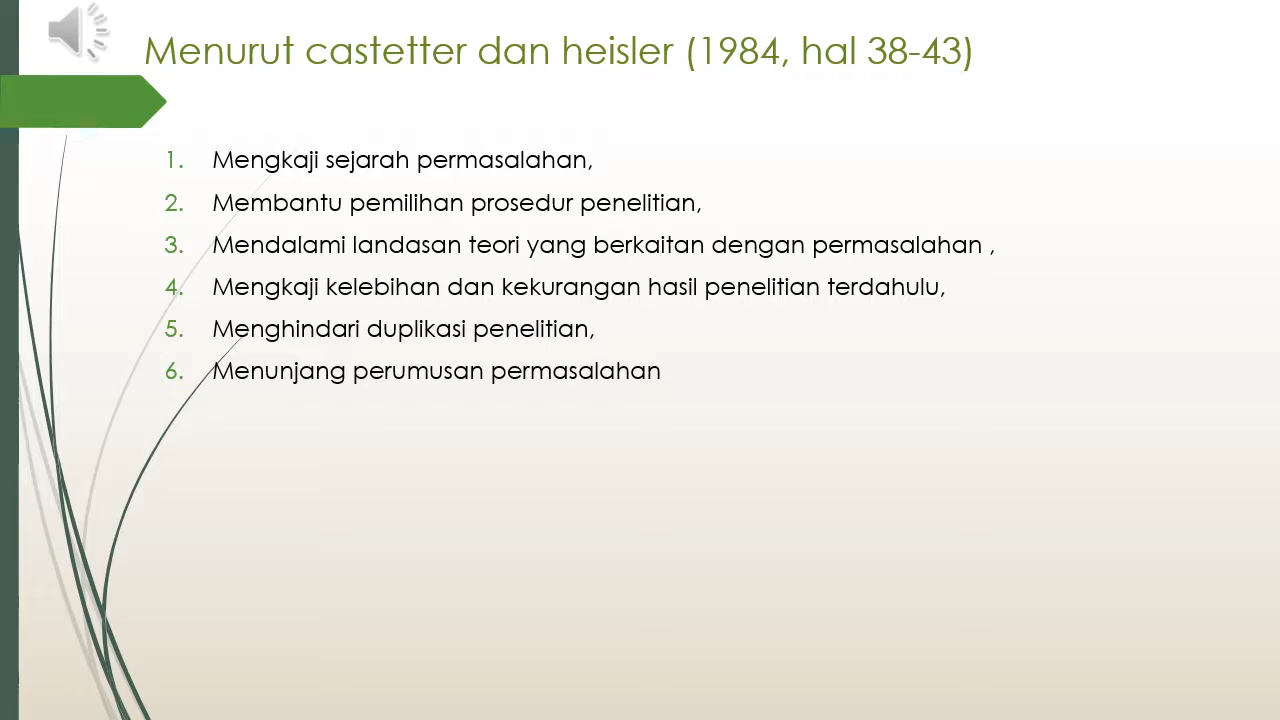 Menurut castetter dan heisler (1984, hal 38-43)
1. Mengkaji sejarah permasalahan,
2. Membantu pemilihan prosedur penelitian,
3. Mendalami landasan teori yang berkaitan dengan permasalahan ,
4. Mengkaji kelebihan dan kekurangan hasil penelitian terdahulu,
5. Menghindari duplikasi penelitian,
6. Menunjang perumusan permasalahan